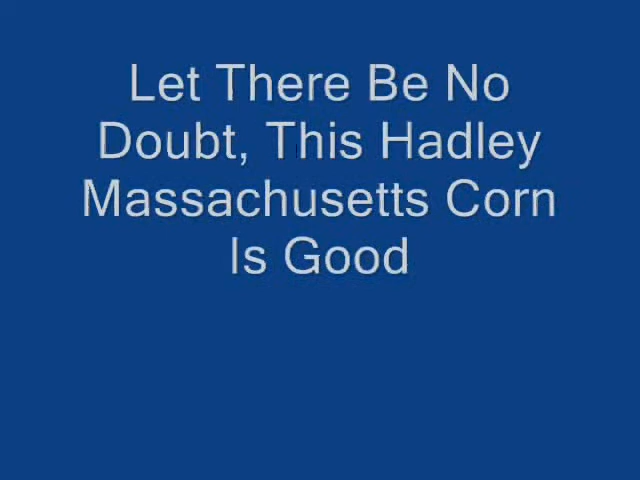 Let There Be No
Doubt, This Hadley
Massachusetts Corn
Is Good